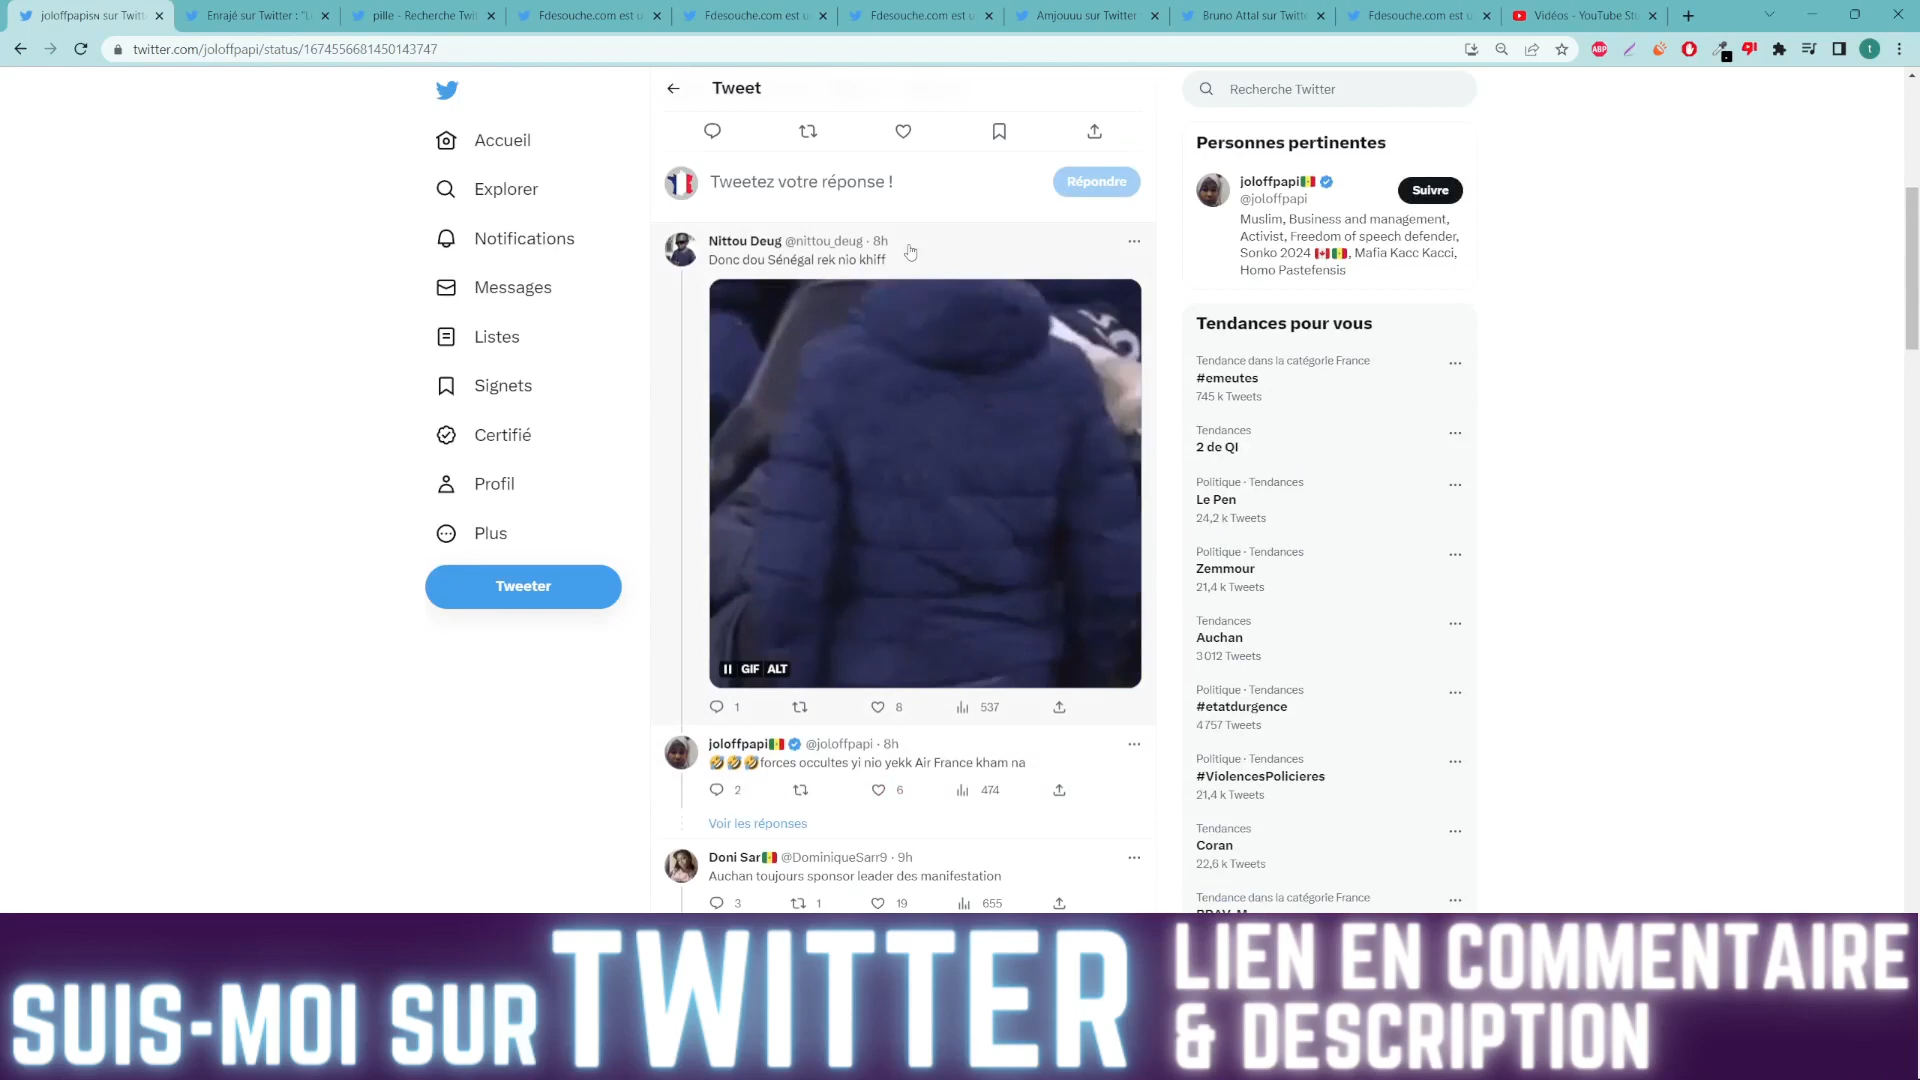 joloffpapiSN sur Twitt
Enrajé sur Twitter : "L
pille - Recherche Twi
Fdesouche.com est u
Fdesouche.com est u
Fdesouche.com est u
Amjouuu sur Twitter
Bruno Attal sur Twitt
Fdesouche.com est u
Vidéos - YouTube Stu
twitter.com/joloffpapi/status/1674556681450143747
ABP
t
Accueil
Explorer
Notifications
Messages
Listes
Signets
Certifié
Profil
Plus
Tweeter
Tweet
Tweetez votre réponse !
Répondre
Nittou Deug @nittou_deug · 8h
Donc dou Sénégal rek nio khiff
GIF ALT
1
8
537
joloffpapi🇸🇳 @joloffpapi · 8h
🤣🤣🤣forces occultes yi nio yekk Air France kham na
2
6
474
Voir les réponses
Doni Sar🇸🇳 @DominiqueSarr9 · 9h
Auchan toujours sponsor leader des manifestation
3
1
19
655
Recherche Twitter
Personnes pertinentes
joloffpapi🇸🇳
@joloffpapi
Suivre
Muslim, Business and management,
Activist, Freedom of speech defender,
Sonko 2024 🇨🇦🇸🇳, Mafia Kacc Kacci,
Homo Pastefensis
Tendances pour vous
Tendance dans la catégorie France
#emeutes
745 k Tweets
Tendances
2 de QI
Politique · Tendances
Le Pen
24,2 k Tweets
Politique · Tendances
Zemmour
21,4 k Tweets
Tendances
Auchan
3 012 Tweets
Politique · Tendances
#etatdurgence
4 757 Tweets
Politique · Tendances
#ViolencesPolicieres
21,4 k Tweets
Tendances
Coran
22,6 k Tweets
Tendance dans la catégorie France
SUIS-MOI SUR TWITTER
LIEN EN COMMENTAIRE
& DESCRIPTION